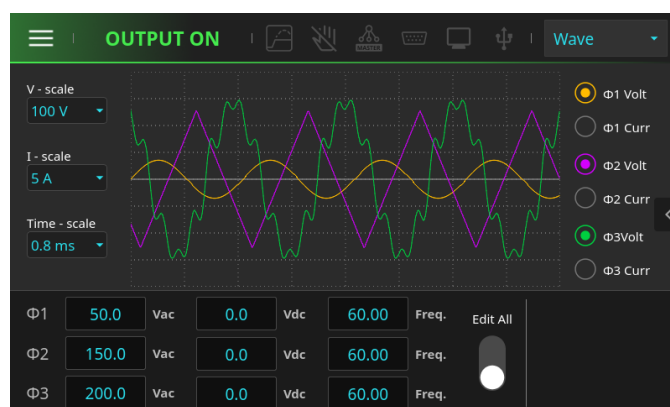 OUTPUT ON
MASTER
Wave
V - scale
100 V
I - scale
5 A
Time - scale
0.8 ms
Φ1 Volt
Φ1 Curr
Φ2 Volt
Φ2 Curr
Φ3Volt
Φ3 Curr
Φ1 50.0 Vac 0.0 Vdc 60.00 Freq. Edit All
Φ2 150.0 Vac 0.0 Vdc 60.00 Freq.
Φ3 200.0 Vac 0.0 Vdc 60.00 Freq.